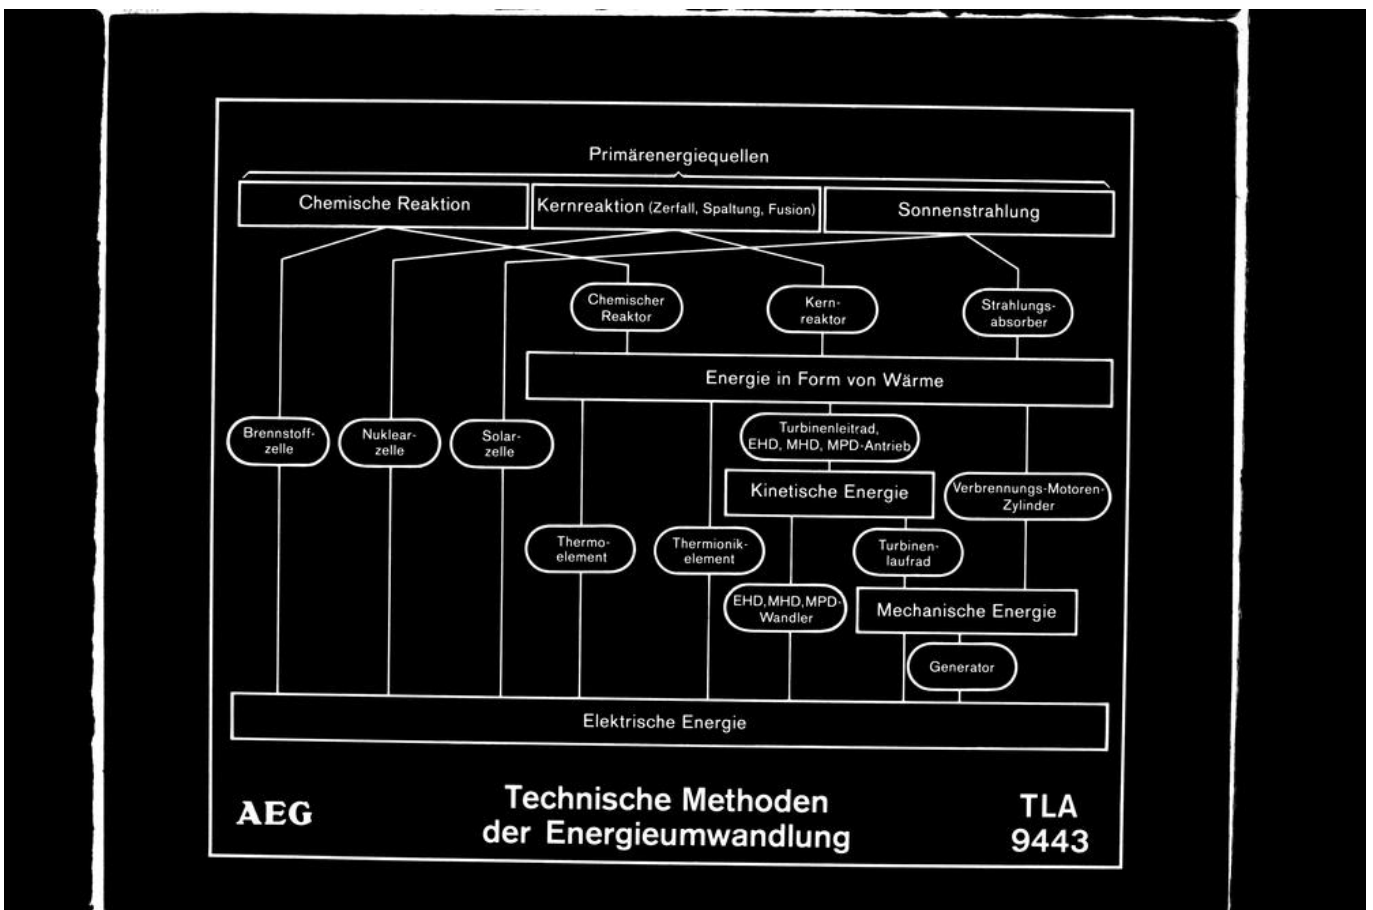 Primärenergiequellen
Chemische Reaktion
Kernreaktion (Zerfall, Spaltung, Fusion)
Sonnenstrahlung
Chemischer
Reaktor
Kern-
reaktor
Strahlungs-
absorber
Energie in Form von Wärme
Brennstoff-
zelle
Nuklear-
zelle
Solar-
zelle
Turbinenleitrad,
EHD, MHD, MPD-Antrieb
Kinetische Energie
Verbrennungs-Motoren-
Zylinder
Thermo-
element
Thermionik-
element
Turbinen-
laufrad
EHD,MHD,MPD-
Wandler
Mechanische Energie
Generator
Elektrische Energie
AEG
Technische Methoden
der Energieumwandlung
TLA
9443